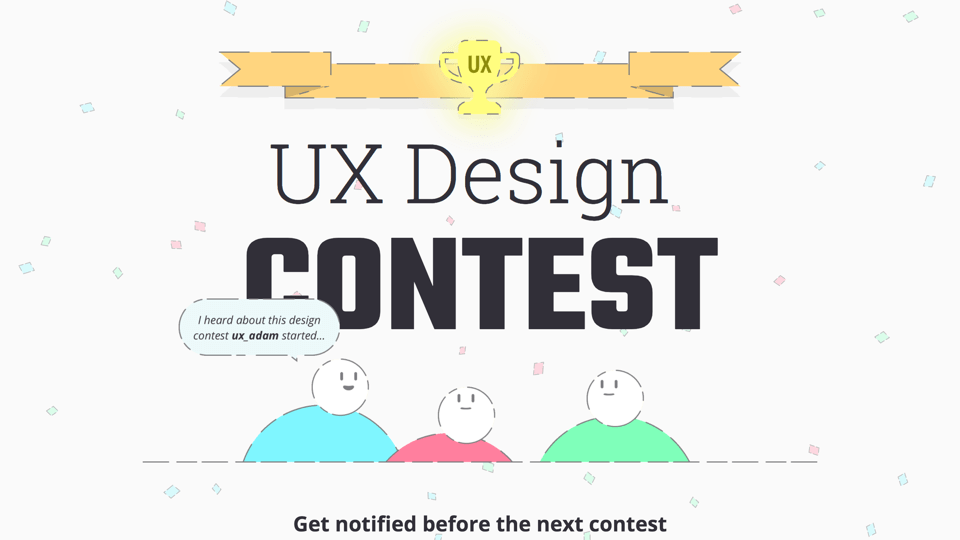 UX
UX Design
CONTEST
I heard about this design
contest ux_adam started...
Get notified before the next contest